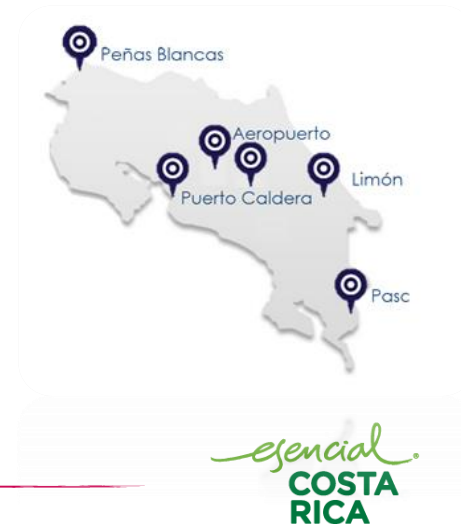 Peñas Blancas
Aeropuerto
Limón
Puerto Caldera
Pasc
esencial
COSTA
RICA